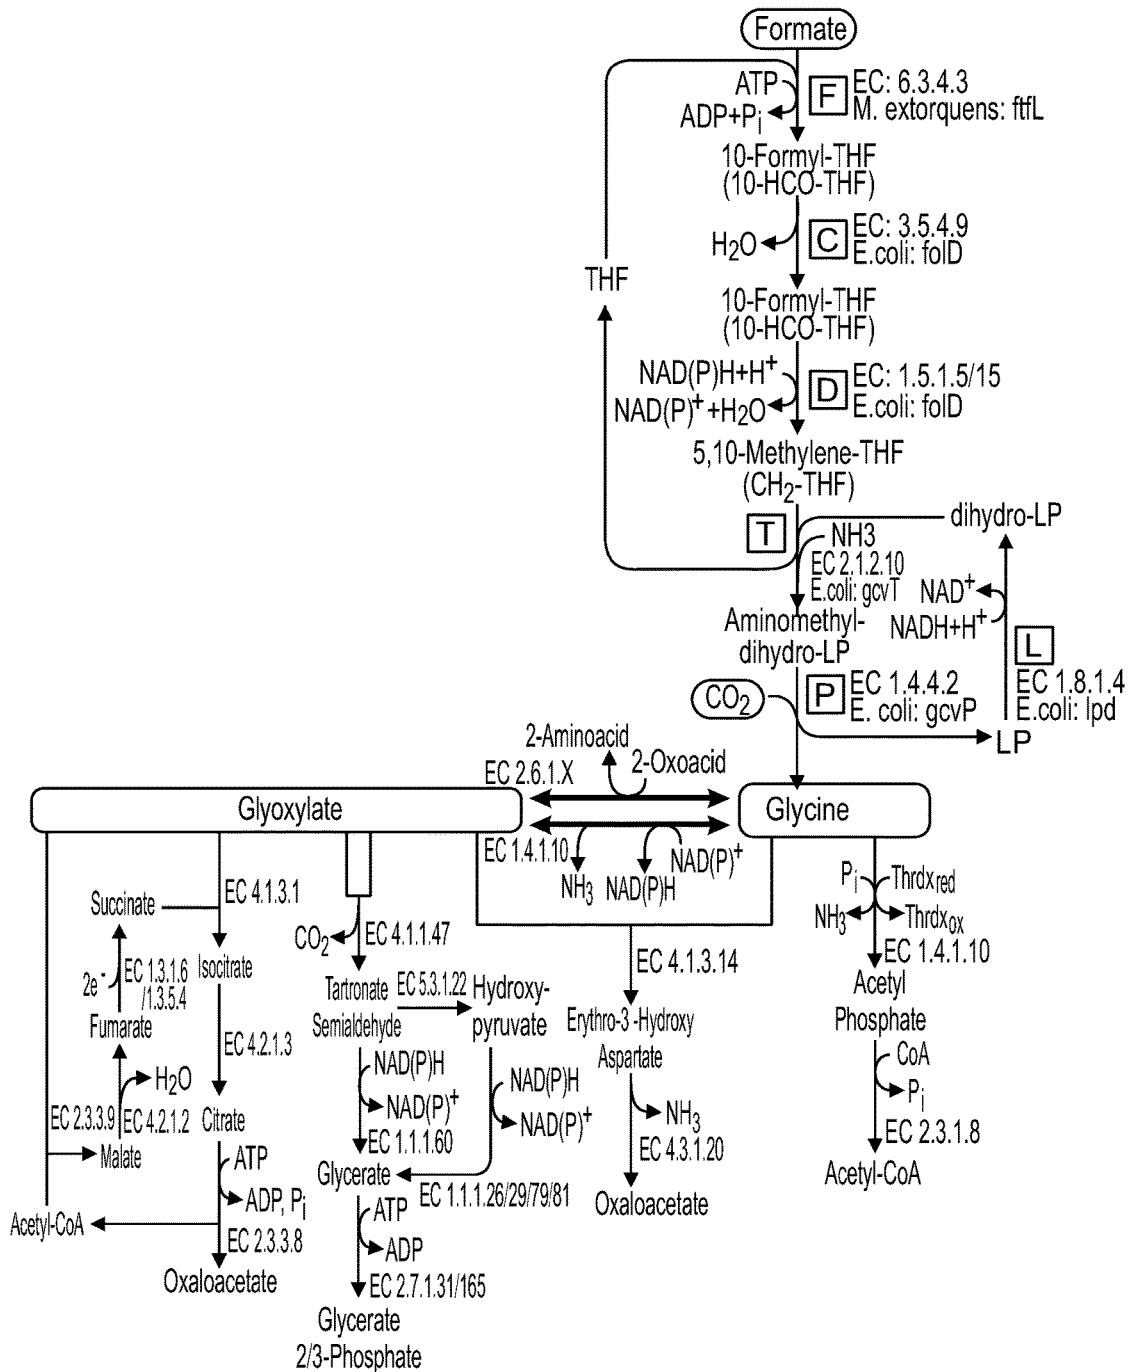 Formate
ATP
ADP+Pi
F
EC: 6.3.4.3
M. extorquens: ftfL
10-Formyl-THF
(10-HCO-THF)
H2O
C
EC: 3.5.4.9
E.coli: folD
THF
10-Formyl-THF
(10-HCO-THF)
NAD(P)H+H+
NAD(P)+ +H2O
D
EC: 1.5.1.5/15
E.coli: folD
5,10-Methylene-THF
(CH2-THF)
T
dihydro-LP
NH3
EC 2.1.2.10
E.coli: gcvT
NAD+
NADH+H+
Aminomethyl-
dihydro-LP
L
EC 1.8.1.4
E.coli: lpd
CO2
P
EC 1.4.4.2
E. coli: gcvP
LP
2-Aminoacid
2-Oxoacid
EC 2.6.1.X
Glyoxylate
Glycine
EC 1.4.1.10
NH3
NAD(P)H
NAD(P)+
Pi
Thrdxred
NH3
Thrdxox
EC 1.4.1.10
Succinate
EC 4.1.3.1
CO2
EC 4.1.1.47
EC 4.1.3.14
2e-
EC 1.3.1.6
/1.3.5.4
Isocitrate
Tartronate
Semialdehyde
EC 5.3.1.22
Hydroxy-
pyruvate
Erythro-3 -Hydroxy
Aspartate
Acetyl
Phosphate
Fumarate
EC 4.2.1.3
NAD(P)H
NAD(P)+
EC 1.1.1.60
NAD(P)H
NAD(P)+
CoA
Pi
EC 2.3.1.8
H2O
EC 2.3.3.9
EC 4.2.1.2
Citrate
NH3
EC 4.3.1.20
Malate
ATP
ADP, Pi
Glycerate
EC 1.1.1.26/29/79/81
Oxaloacetate
Acetyl-CoA
Acetyl-CoA
EC 2.3.3.8
ATP
ADP
EC 2.7.1.31/165
Oxaloacetate
Glycerate
2/3-Phosphate